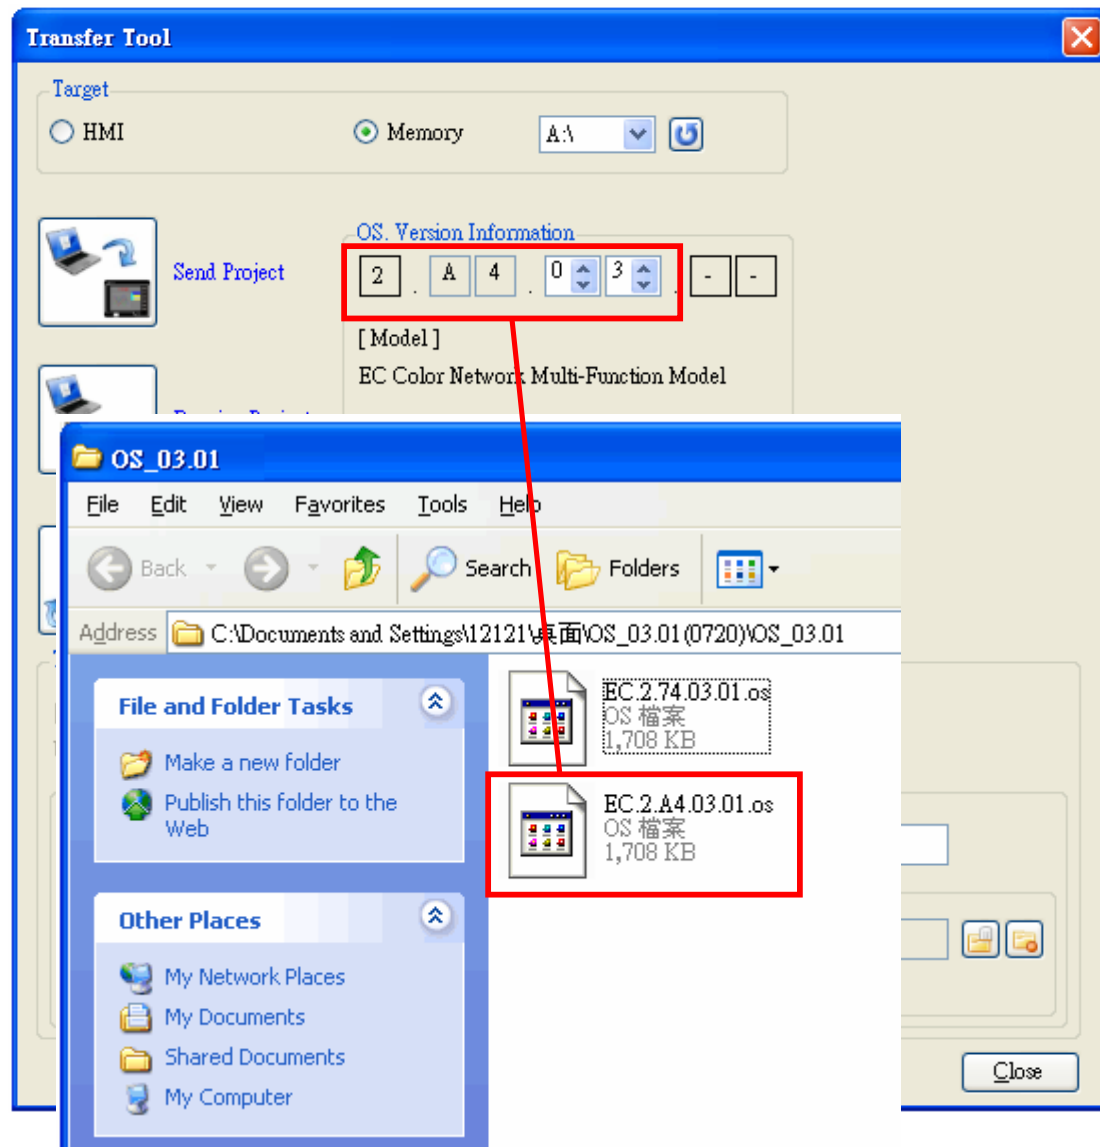 Transfer Tool
Target
HMI
Memory
A:\
Send Project
OS. Version Information
2 . A 4 . 0 3 . - -
[ Model ]
EC Color Network Multi-Function Model
OS_03.01
File Edit View Favorites Tools Help
Back Search Folders
Address C:\Documents and Settings\12121\桌面\OS_03.01(0720)\OS_03.01
File and Folder Tasks
Make a new folder
Publish this folder to the
Web
Other Places
My Network Places
My Documents
Shared Documents
My Computer
EC.2.74.03.01.os
OS 檔案
1,708 KB
EC.2.A4.03.01.os
OS 檔案
1,708 KB
Close